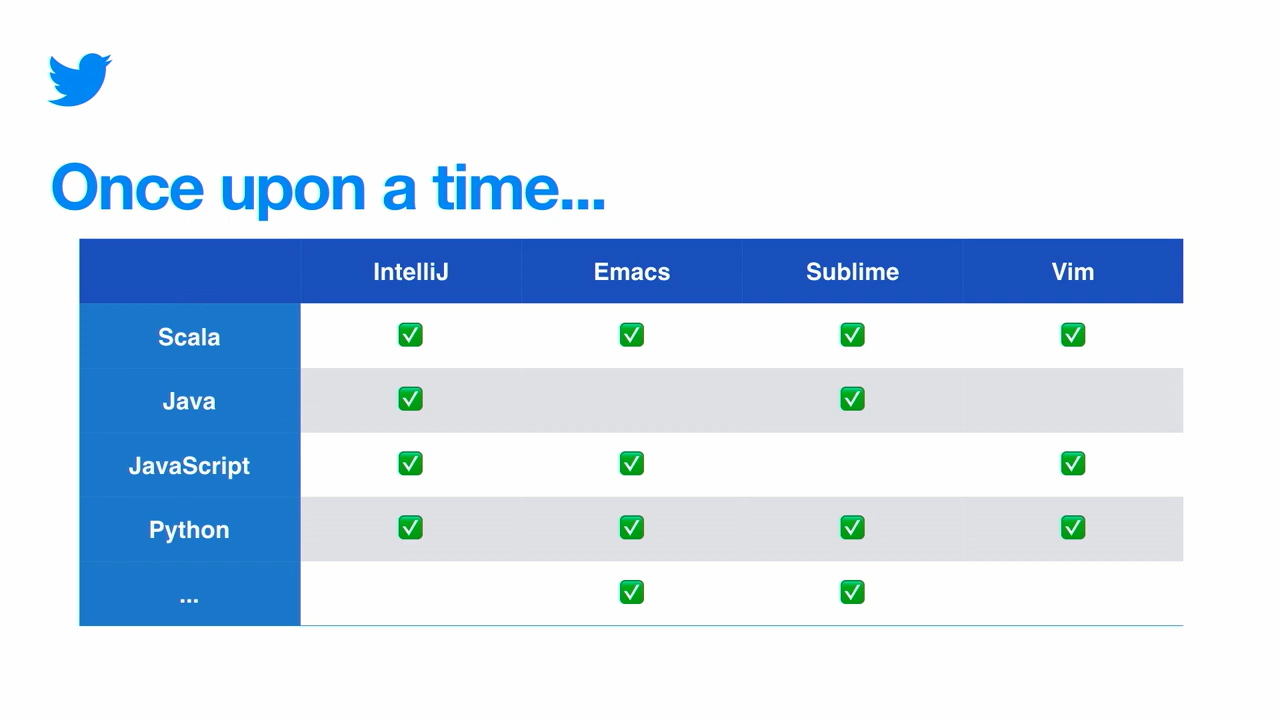 Once upon a time...
IntelliJ Emacs Sublime Vim
Scala ✅ ✅ ✅ ✅
Java ✅ ✅
JavaScript ✅ ✅ ✅
Python ✅ ✅ ✅ ✅
... ✅ ✅